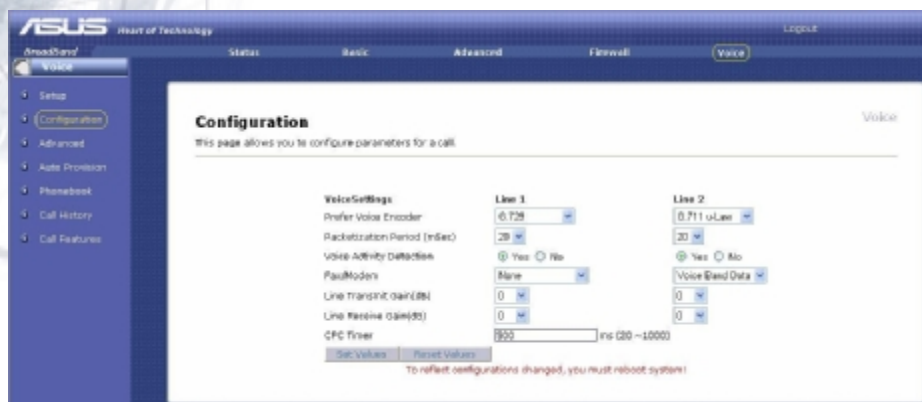 ASUS Heart of Technology
Logout
Broadband
Status Basic Advanced Firewall Voice
Voice
Setup
Configuration
Advanced
Auto Provision
Phonebook
Call History
Call Features
Configuration
Voice
This page allows you to configure parameters for a call.
VoiceSettings Line 1 Line 2
Prefer Voice Encoder G.729 G.711 u-Law
Packetization Period (mSec) 20 20
Voice Activity Detection Yes No Yes No
Fax/Modem None Voice Band Data
Line Transmit Gain(dB) 0 0
Line Receive Gain(dB) 0 0
CPC Timer 900 ms (20 ~1000)
Set Values Reset Values
To reflect configurations changed, you must reboot system!